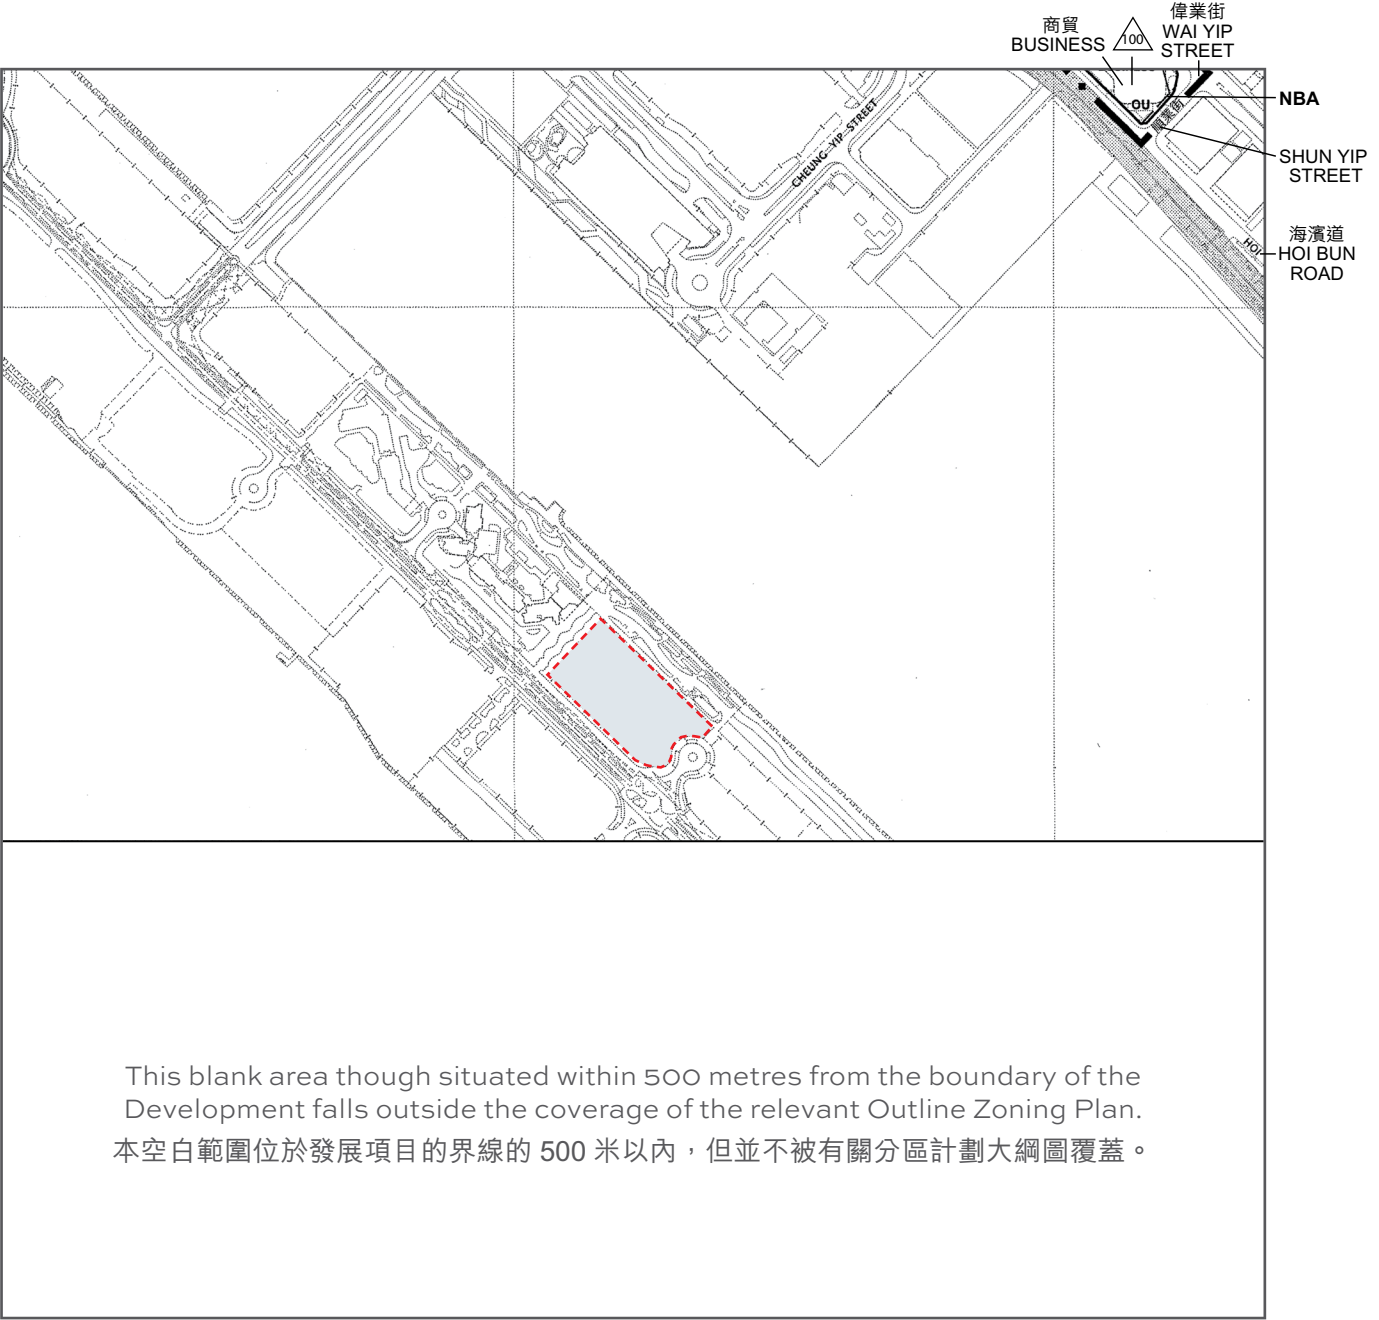 商貿
BUSINESS
100
偉業街
WAI YIP
STREET
OU
NBA
順業街
SHUN YIP
STREET
CHEUNG YIP STREET
海濱道
HOI BUN
ROAD
HOI
This blank area though situated within 500 metres from the boundary of the
Development falls outside the coverage of the relevant Outline Zoning Plan.
本空白範圍位於發展項目的界線的 500 米以內，但並不被有關分區計劃大綱圖覆蓋。